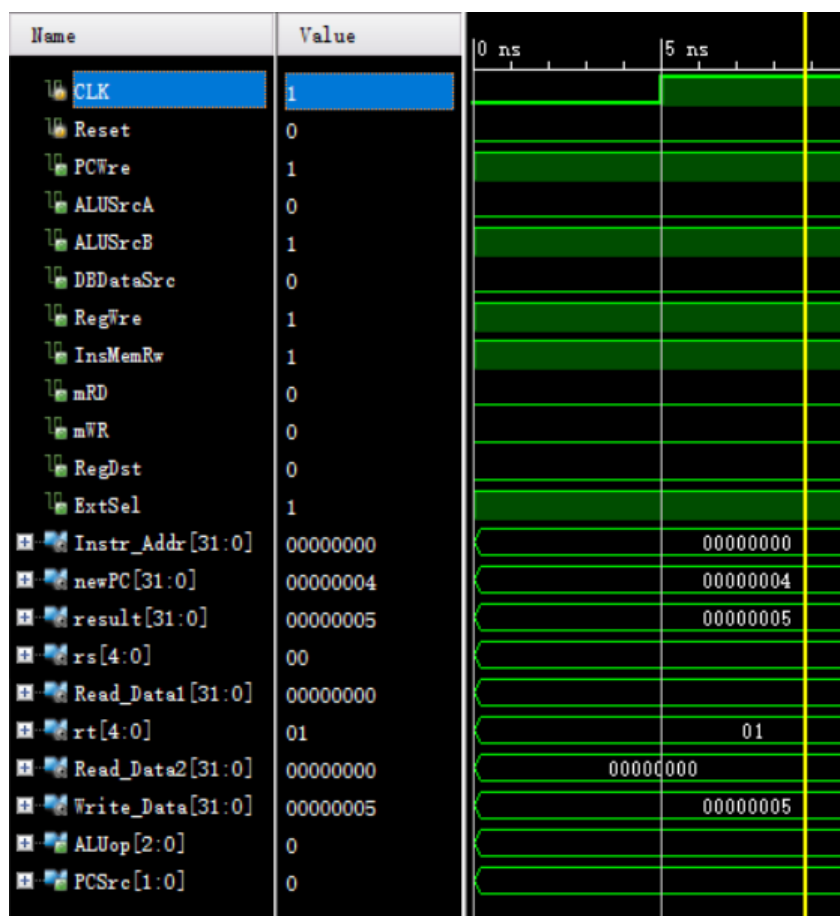 Name Value
0 ns 5 ns
CLK 1
Reset 0
PCWre 1
ALUSrcA 0
ALUSrcB 1
DBDataSrc 0
RegWre 1
InsMemRw 1
mRD 0
mWR 0
RegDst 0
ExtSel 1
Instr_Addr[31:0] 00000000 00000000
newPC[31:0] 00000004 00000004
result[31:0] 00000005 00000005
rs[4:0] 00
Read_Data1[31:0] 00000000
rt[4:0] 01 01
Read_Data2[31:0] 00000000 00000000
Write_Data[31:0] 00000005 00000005
ALUop[2:0] 0
PCSrc[1:0] 0